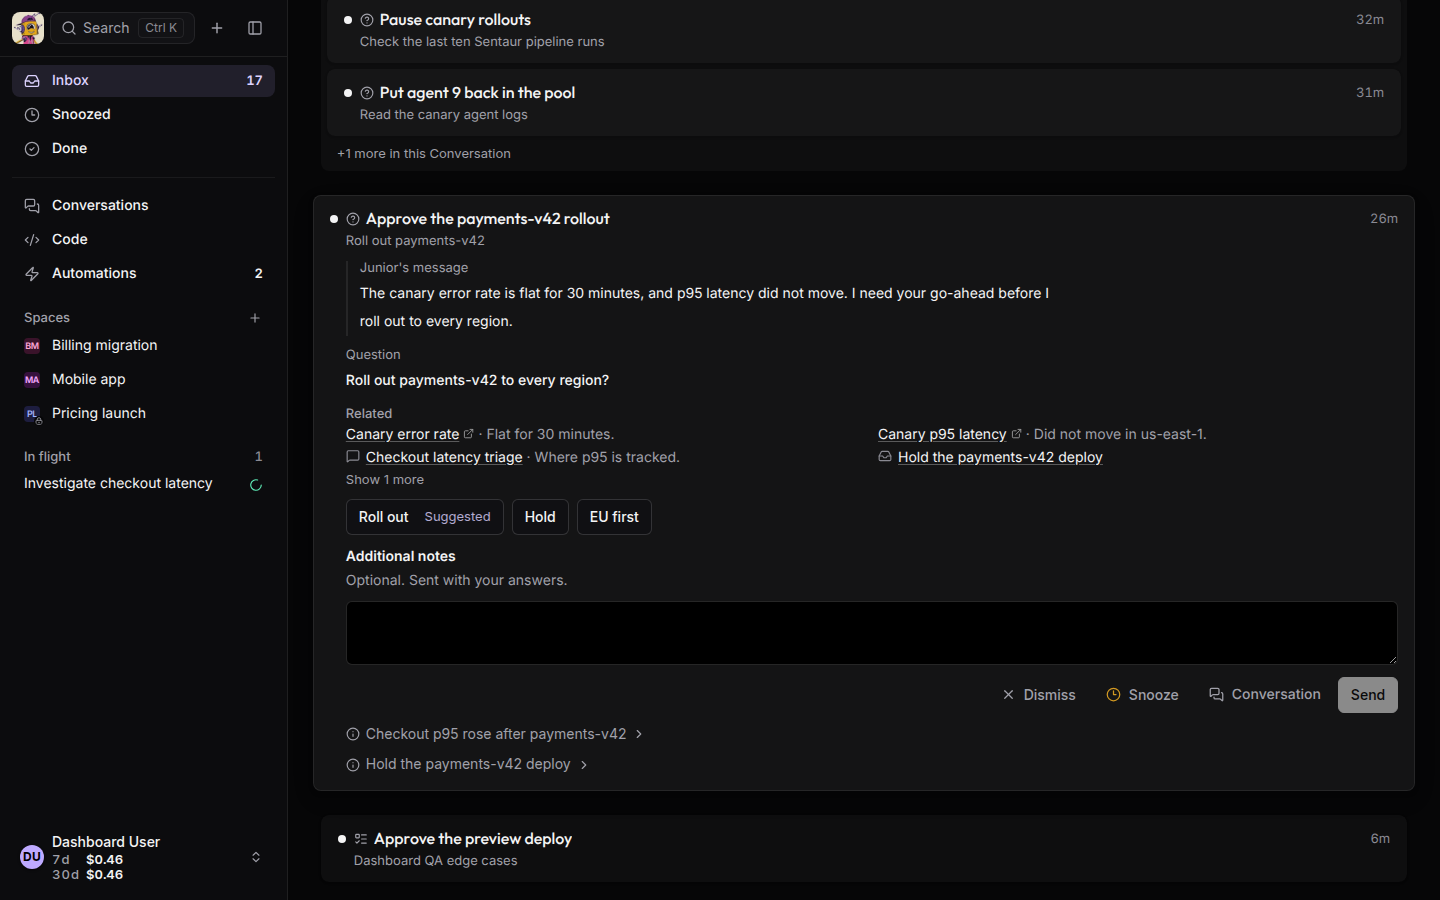 Search Ctrl K
Inbox 17
Snoozed
Done
Conversations
Code
Automations 2
Spaces
BM Billing migration
MA Mobile app
PL Pricing launch
In flight 1
Investigate checkout latency
DU Dashboard User
7d $0.46
30d $0.46
Pause canary rollouts 32m
Check the last ten Sentaur pipeline runs
Put agent 9 back in the pool 31m
Read the canary agent logs
+1 more in this Conversation
Approve the payments-v42 rollout 26m
Roll out payments-v42
Junior's message
The canary error rate is flat for 30 minutes, and p95 latency did not move. I need your go-ahead before I
roll out to every region.
Question
Roll out payments-v42 to every region?
Related
Canary error rate · Flat for 30 minutes. Canary p95 latency · Did not move in us-east-1.
Checkout latency triage · Where p95 is tracked. Hold the payments-v42 deploy
Show 1 more
Roll out Suggested Hold EU first
Additional notes
Optional. Sent with your answers.
Dismiss Snooze Conversation Send
Checkout p95 rose after payments-v42
Hold the payments-v42 deploy
Approve the preview deploy 6m
Dashboard QA edge cases